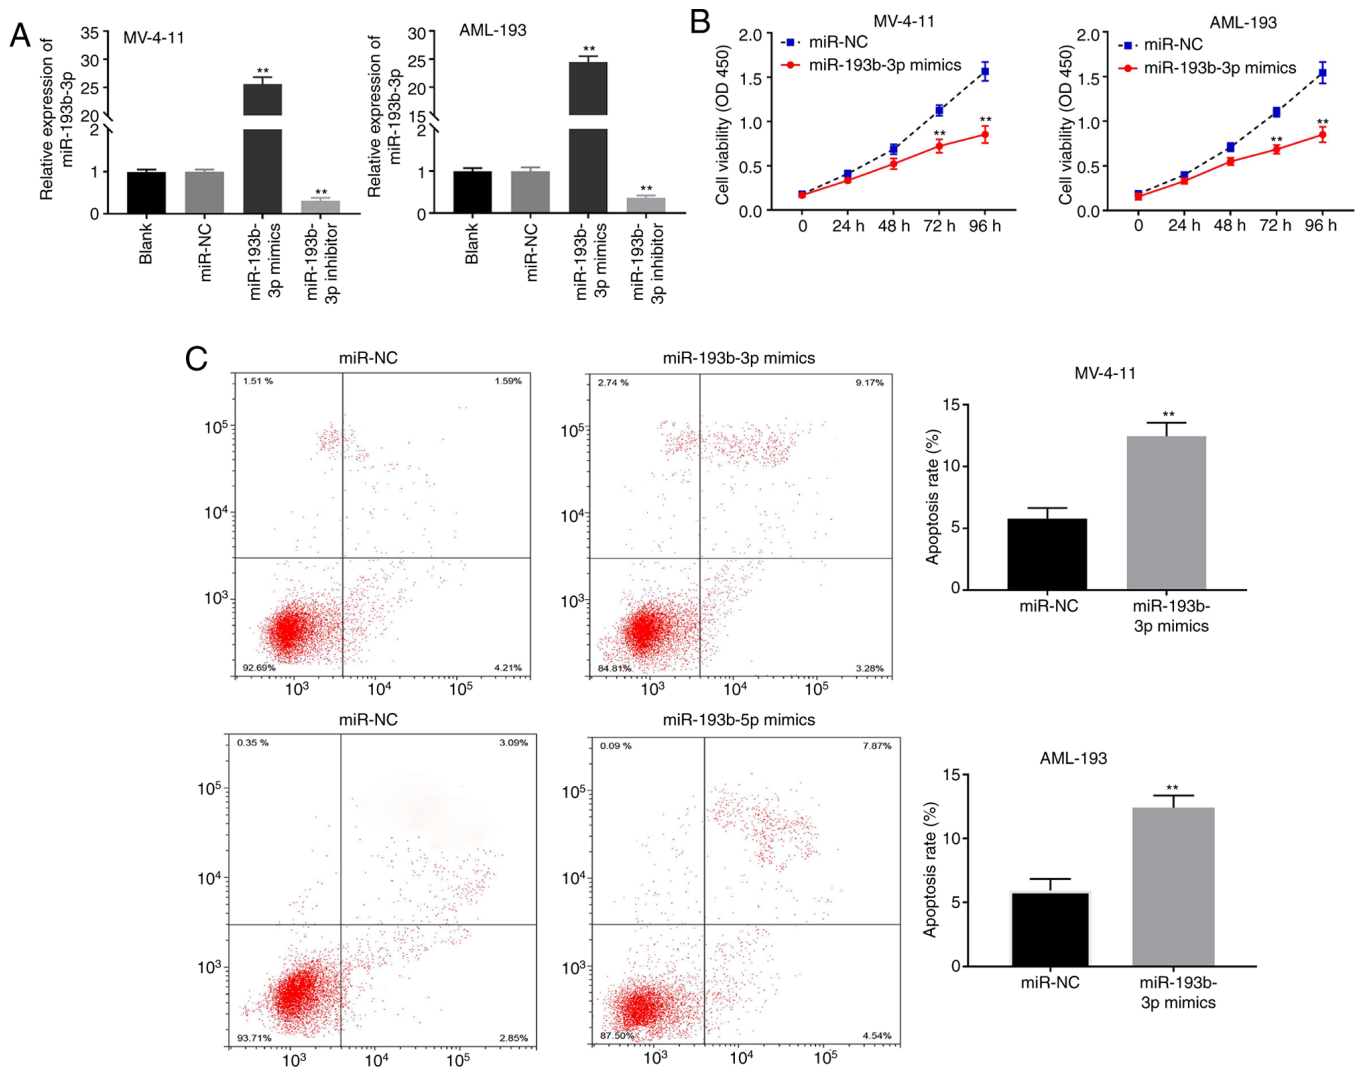 A
MV-4-11
Relative expression of
miR-193b-3p
35
30
25
20
2
1
0
**
**
Blank
miR-NC
miR-193b-
3p mimics
miR-193b-
3p inhibitor
AML-193
Relative expression of
miR-193b-3p
30
25
20
15
2
1
0
**
**
Blank
miR-NC
miR-193b-
3p mimics
miR-193b-
3p inhibitor
B
MV-4-11
miR-NC
miR-193b-3p mimics
Cell viability (OD 450)
2.0
1.5
1.0
0.5
0.0
**
**
0 24 h 48 h 72 h 96 h
AML-193
miR-NC
miR-193b-3p mimics
Cell viability (OD 450)
2.0
1.5
1.0
0.5
0.0
**
**
0 24 h 48 h 72 h 96 h
C
miR-NC
1.51 % 1.59%
10⁵
10⁴
10³
92.69% 4.21%
10³ 10⁴ 10⁵
miR-193b-3p mimics
2.74 % 9.17%
10⁵
10⁴
10³
84.81% 3.28%
10³ 10⁴ 10⁵
MV-4-11
Apoptosis rate (%)
15
10
5
0
**
miR-NC
miR-193b-
3p mimics
miR-NC
0.35 % 3.09%
10⁵
10⁴
10³
93.71% 2.85%
10³ 10⁴ 10⁵
miR-193b-5p mimics
0.09 % 7.87%
10⁵
10⁴
10³
87.50% 4.54%
10³ 10⁴ 10⁵
AML-193
Apoptosis rate (%)
15
10
5
0
**
miR-NC
miR-193b-
3p mimics